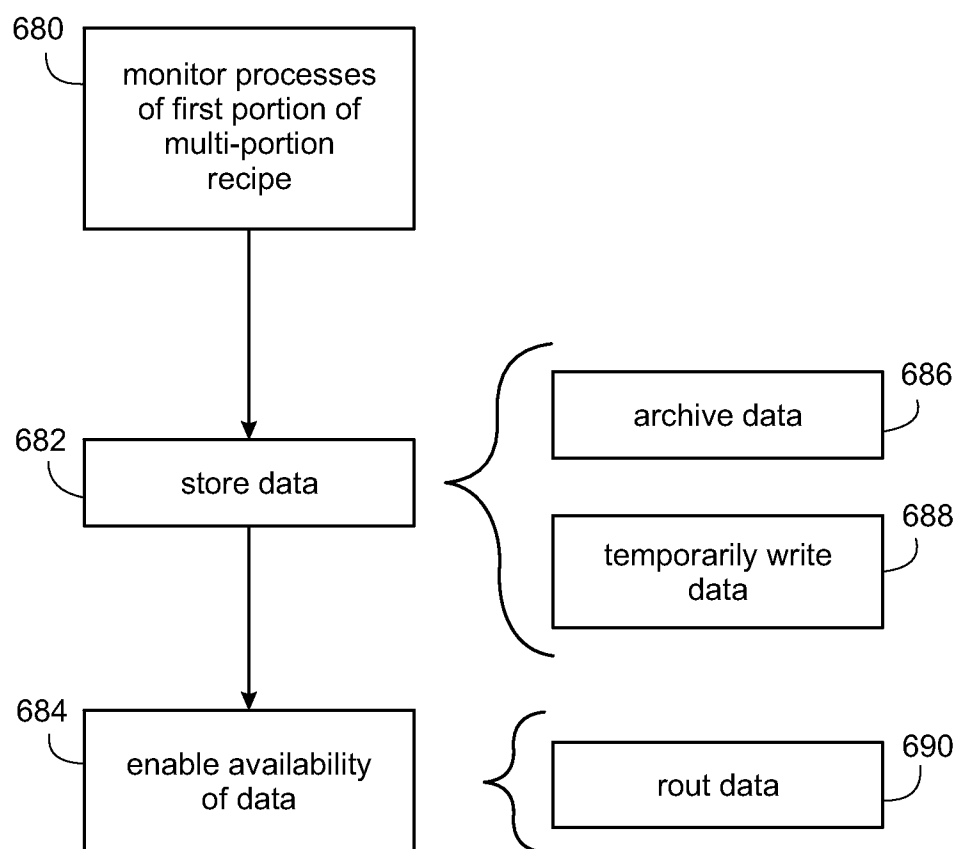 680
monitor processes
of first portion of
multi-portion
recipe
682
store data
686
archive data
688
temporarily write
data
684
enable availability
of data
690
rout data